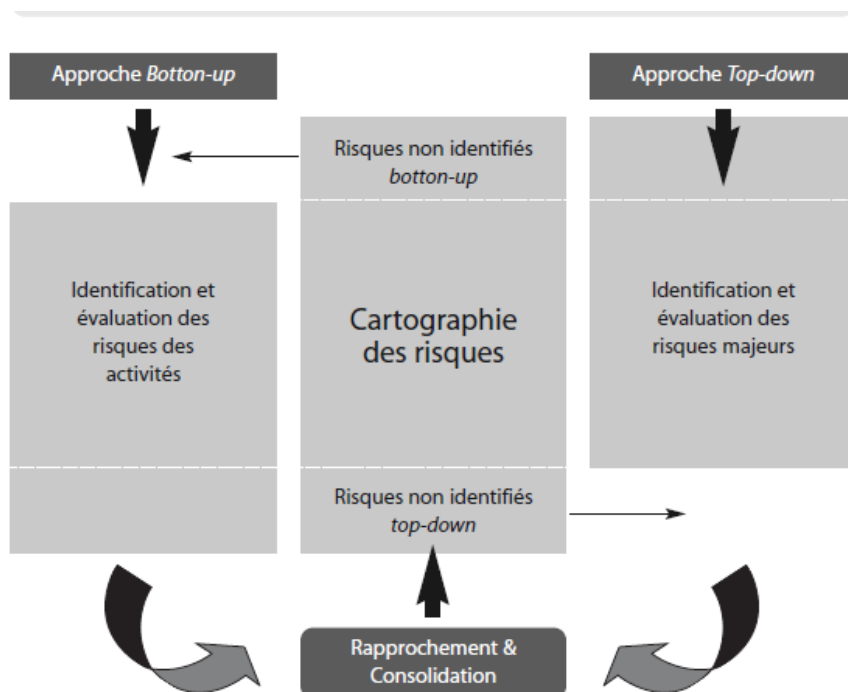 Approche Botton-up
Approche Top-down
Risques non identifiés
botton-up
Identification et
évaluation des
risques des
activités
Cartographie
des risques
Identification et
évaluation des
risques majeurs
Risques non identifiés
top-down
Rapprochement &
Consolidation